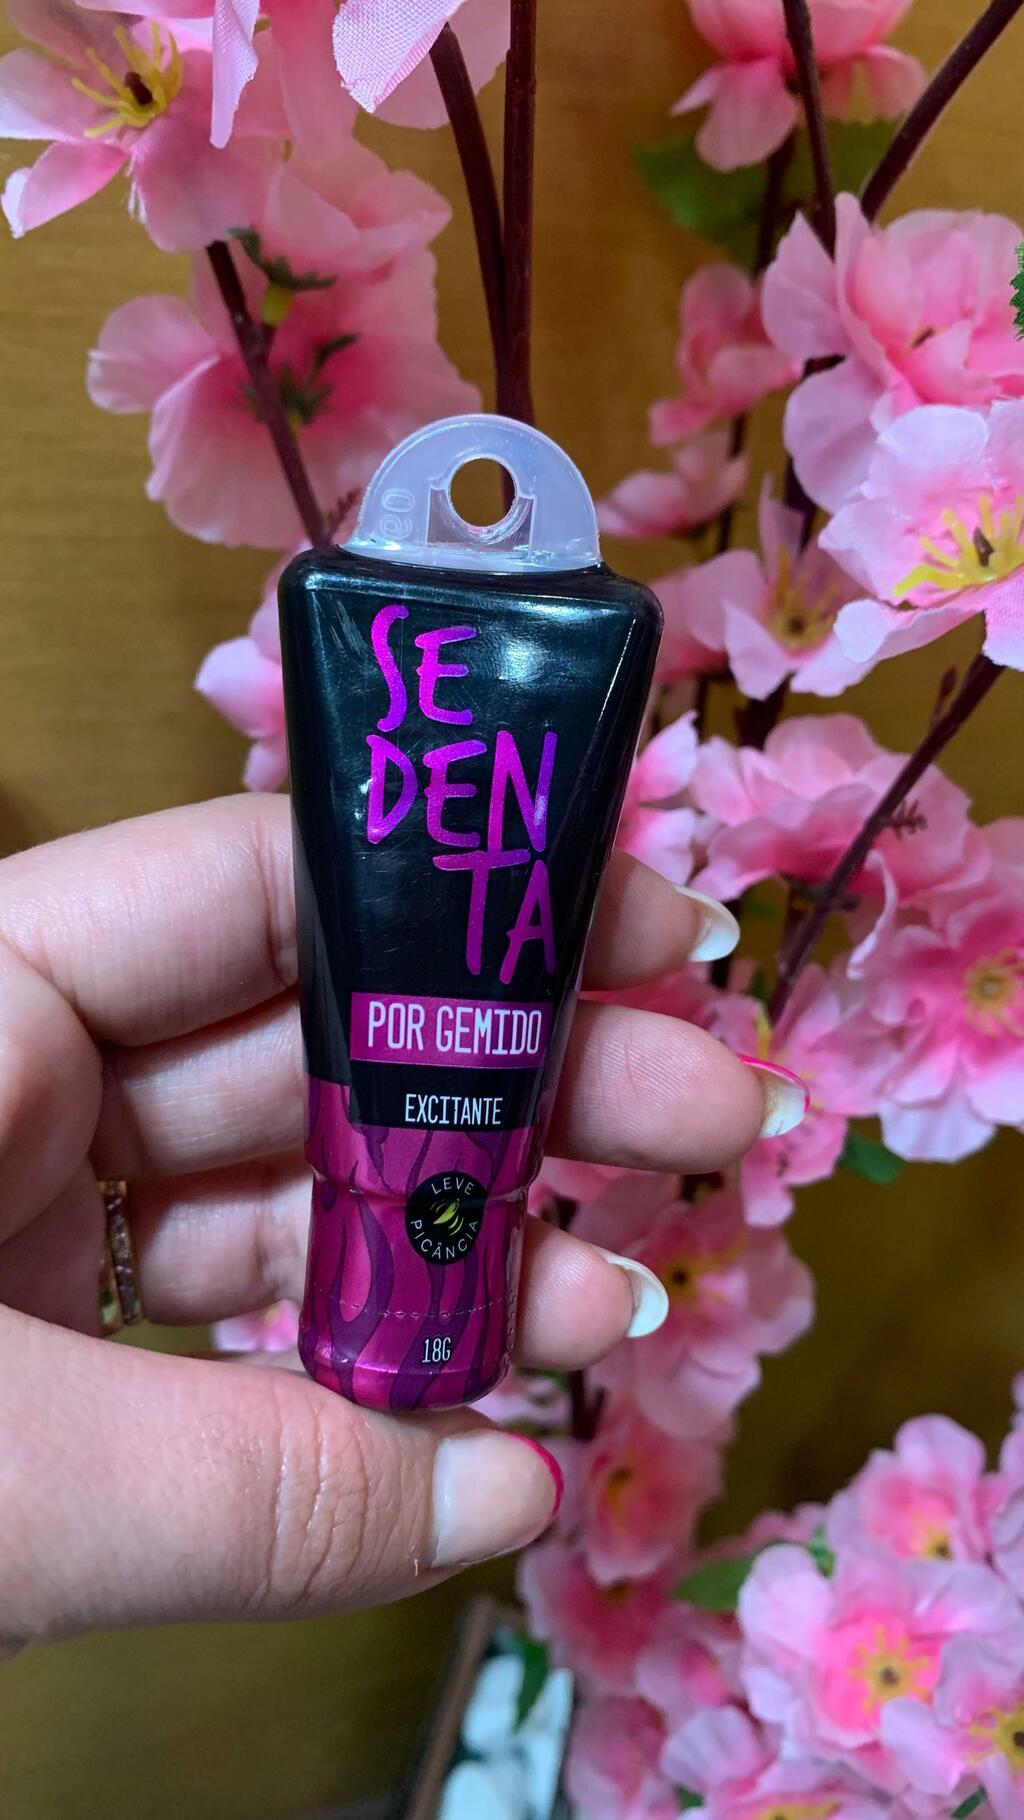 SE
DEN
TA
POR GEMIDO
EXCITANTE
LEVE
PICÂNCIA
18G